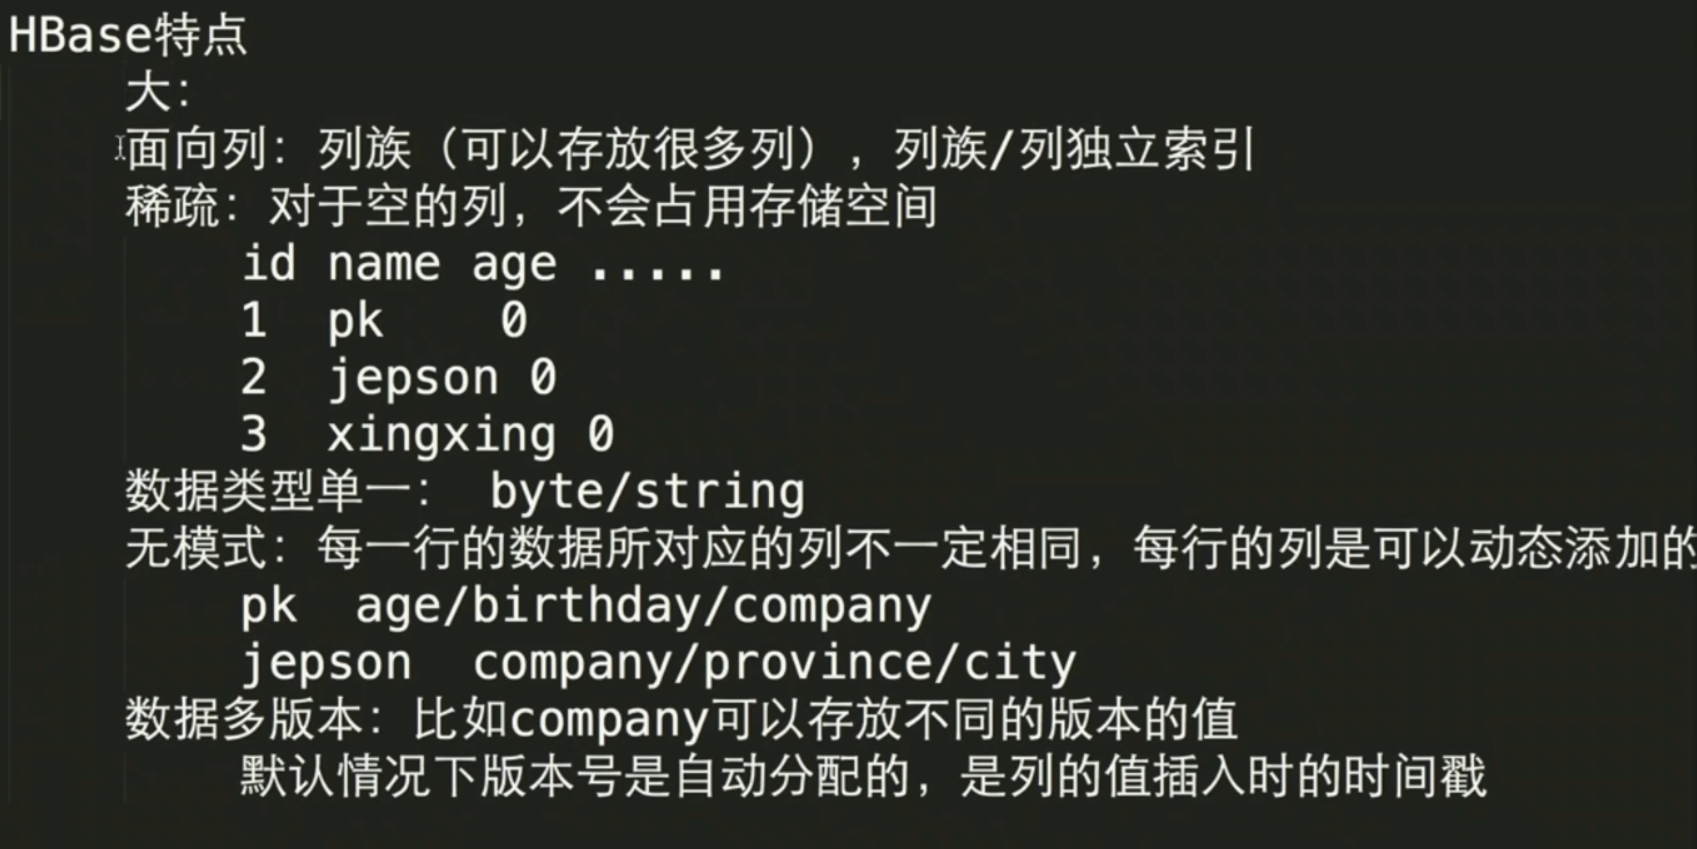 HBase特点
大：
面向列：列族（可以存放很多列），列族/列独立索引
稀疏：对于空的列，不会占用存储空间
id name age .....
1 pk 0
2 jepson 0
3 xingxing 0
数据类型单一： byte/string
无模式：每一行的数据所对应的列不一定相同，每行的列是可以动态添加的
pk age/birthday/company
jepson company/province/city
数据多版本：比如company可以存放不同的版本的值
默认情况下版本号是自动分配的，是列的值插入时的时间戳